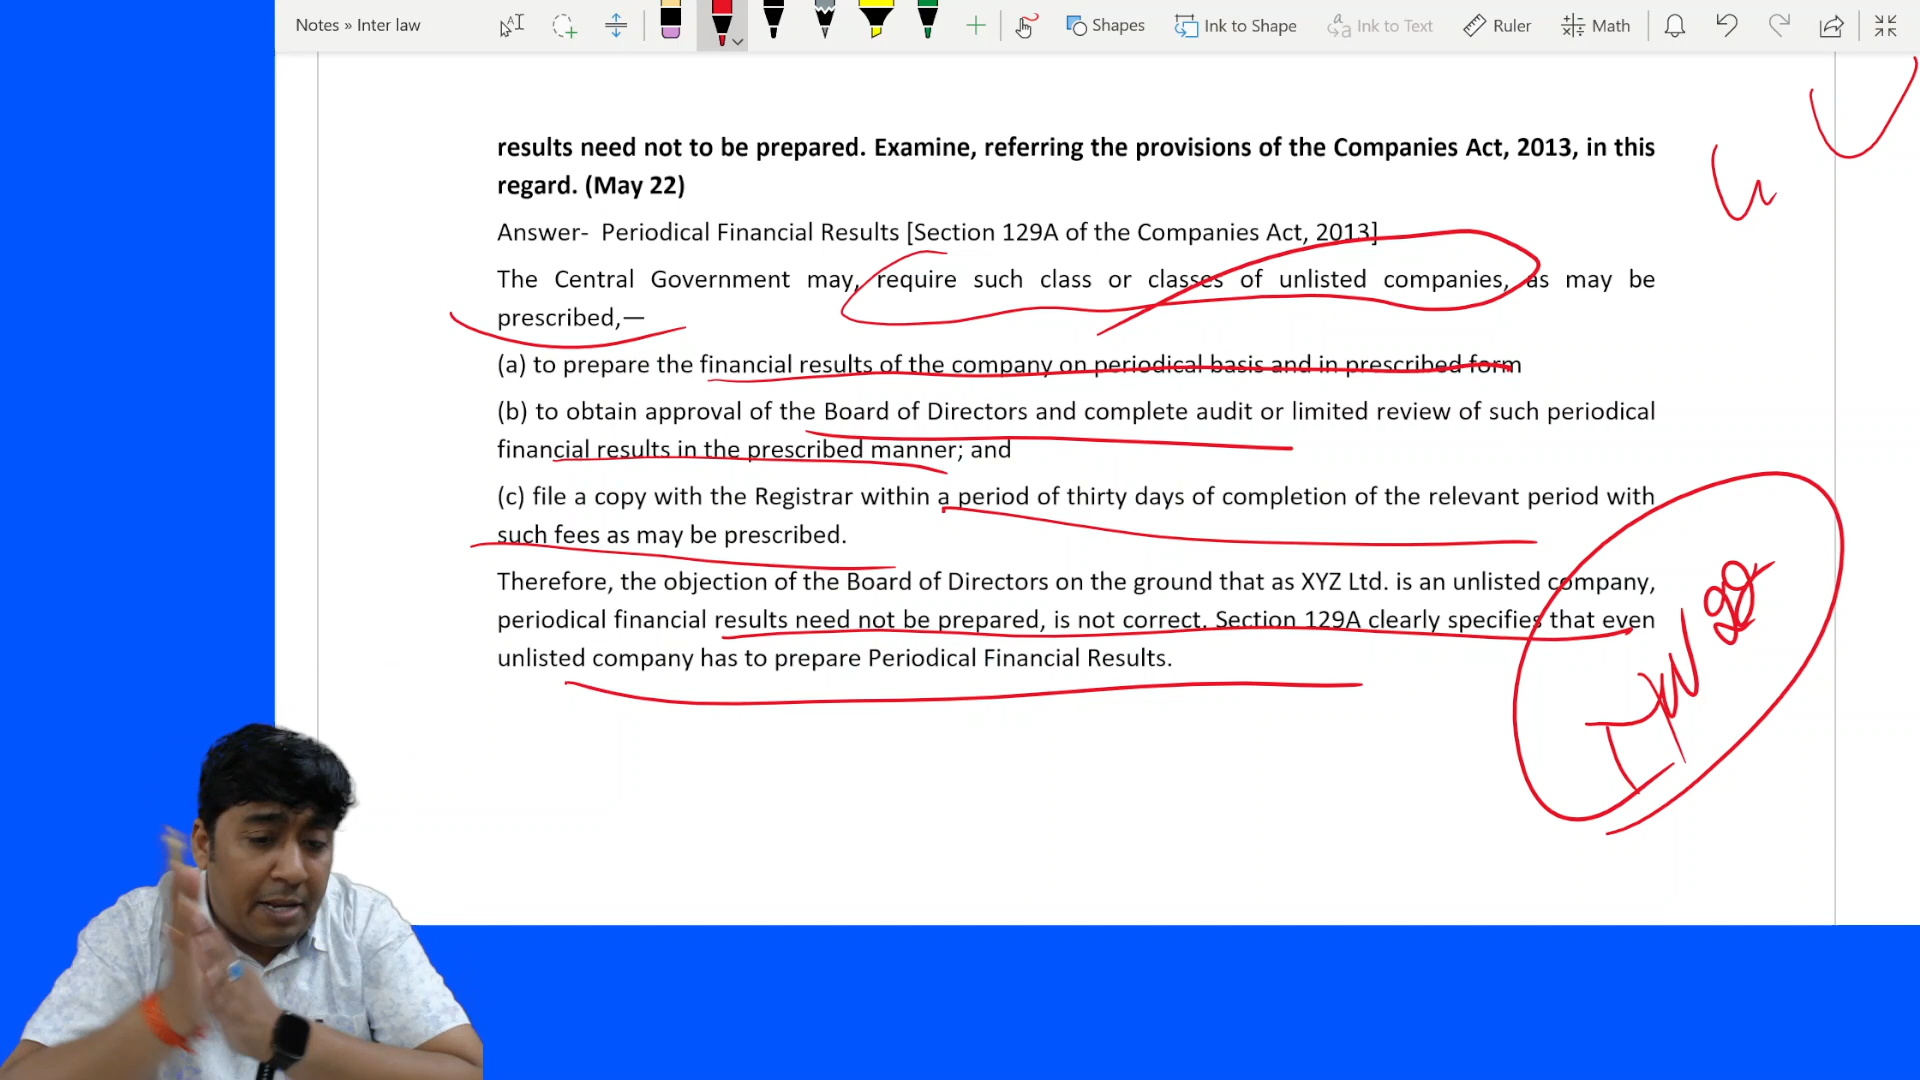 Notes » Inter law
Shapes
Ink to Shape
Ink to Text
Ruler
Math
results need not to be prepared. Examine, referring the provisions of the Companies Act, 2013, in this
regard. (May 22)
Answer- Periodical Financial Results [Section 129A of the Companies Act, 2013]
The Central Government may, require such class or classes of unlisted companies, as may be
prescribed,—
(a) to prepare the financial results of the company on periodical basis and in prescribed form
(b) to obtain approval of the Board of Directors and complete audit or limited review of such periodical
financial results in the prescribed manner; and
(c) file a copy with the Registrar within a period of thirty days of completion of the relevant period with
such fees as may be prescribed.
Therefore, the objection of the Board of Directors on the ground that as XYZ Ltd. is an unlisted company,
periodical financial results need not be prepared, is not correct. Section 129A clearly specifies that even
unlisted company has to prepare Periodical Financial Results.